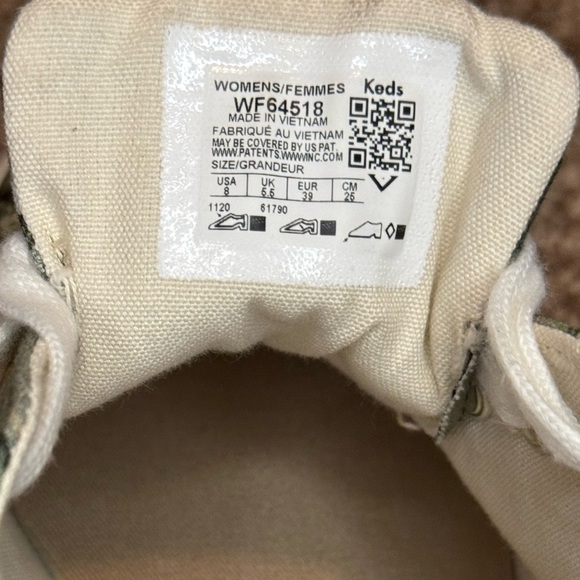 WOMENS/FEMMES Keds
WF64518
MADE IN VIETNAM
FABRIQUÉ AU VIETNAM
MAY BE COVERED BY US PAT.
WWW.PATENTS.WWWINC.COM
SIZE/GRANDEUR
USA UK EUR CM
8 5.5 39 25
1120 61790